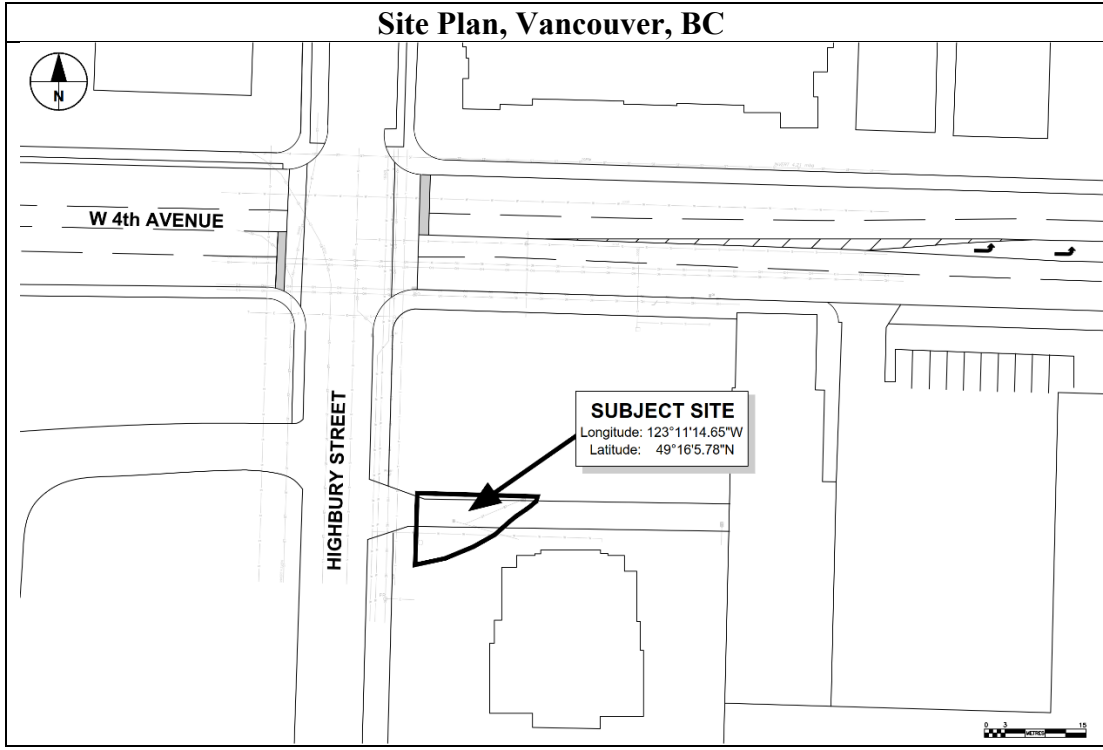 Site Plan, Vancouver, BC
N
W 4th AVENUE
SUBJECT SITE
Longitude: 123°11'14.65"W
Latitude: 49°16'5.78"N
HIGHBURY STREET
0 3 15
METRES